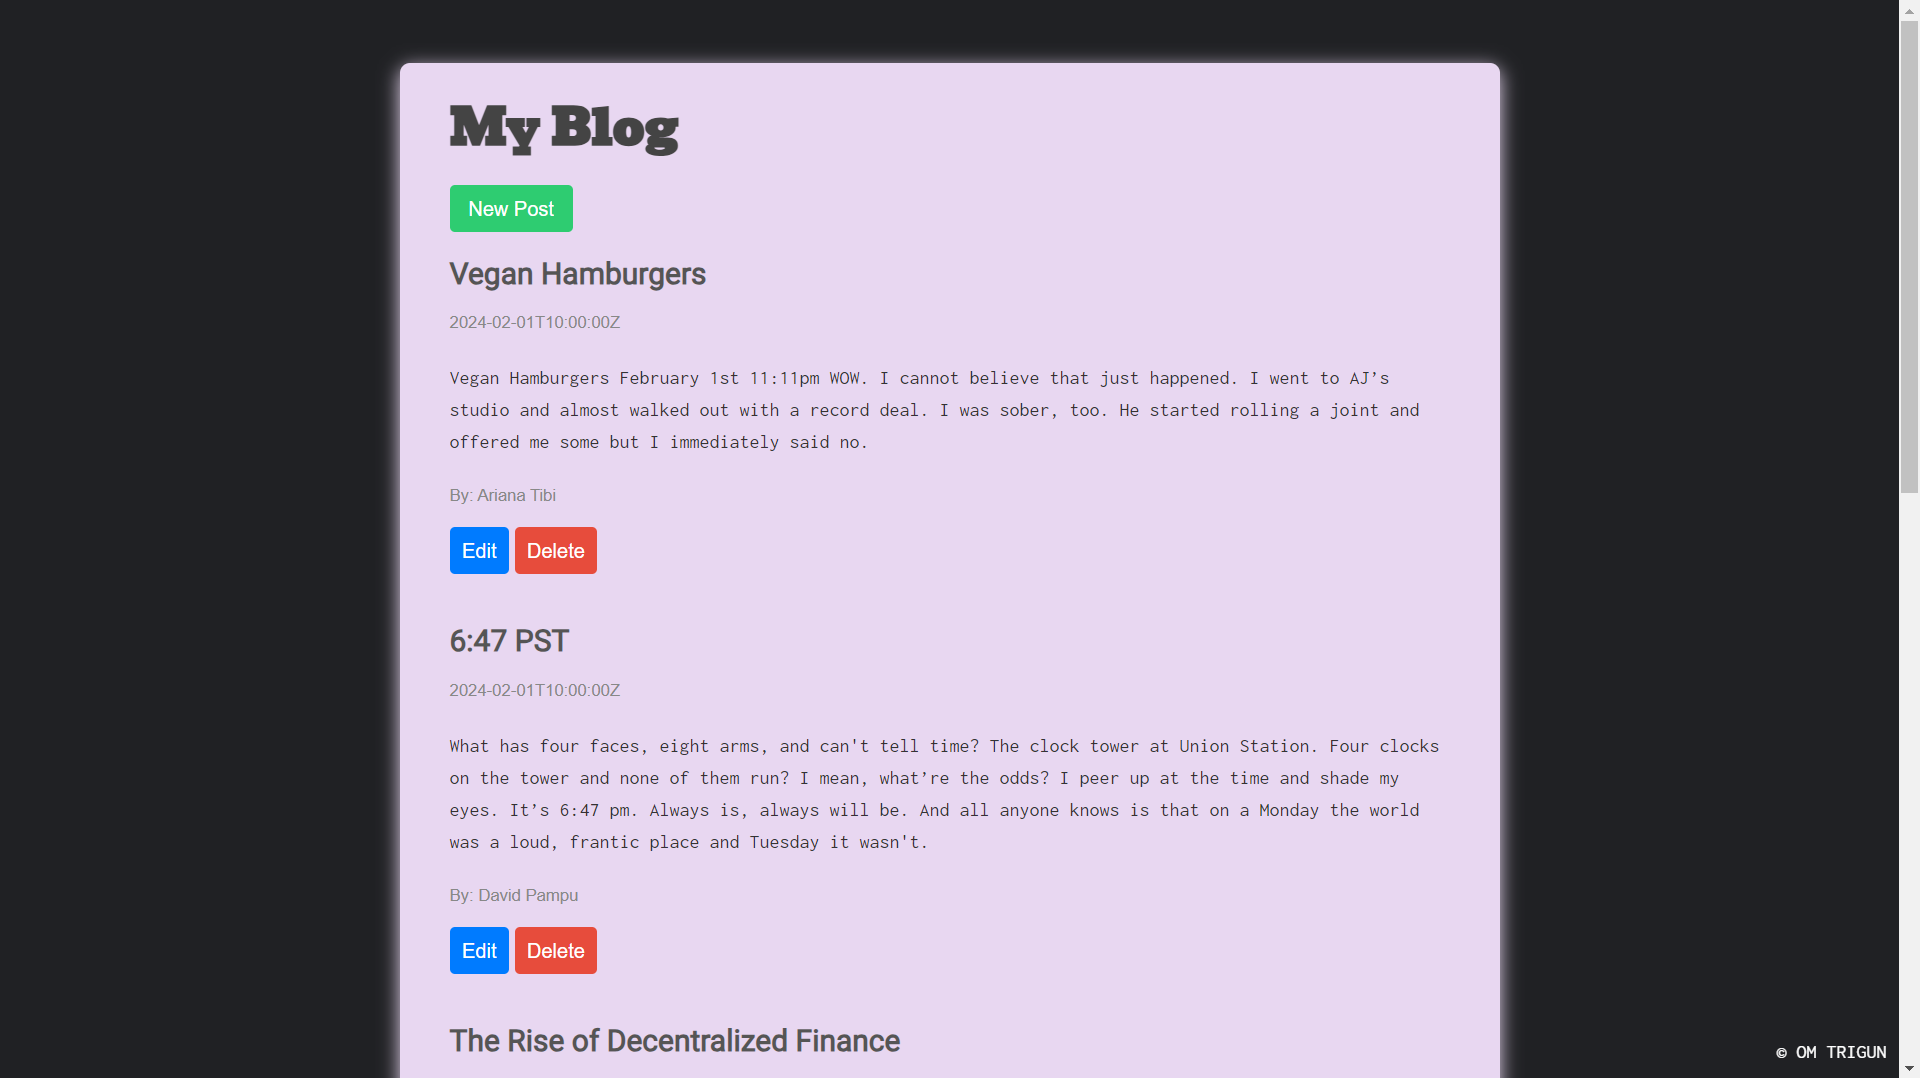 My Blog
New Post
Vegan Hamburgers
2024-02-01T10:00:00Z
Vegan Hamburgers February 1st 11:11pm WOW. I cannot believe that just happened. I went to AJ’s
studio and almost walked out with a record deal. I was sober, too. He started rolling a joint and
offered me some but I immediately said no.
By: Ariana Tibi
Edit Delete
6:47 PST
2024-02-01T10:00:00Z
What has four faces, eight arms, and can't tell time? The clock tower at Union Station. Four clocks
on the tower and none of them run? I mean, what’re the odds? I peer up at the time and shade my
eyes. It’s 6:47 pm. Always is, always will be. And all anyone knows is that on a Monday the world
was a loud, frantic place and Tuesday it wasn't.
By: David Pampu
Edit Delete
The Rise of Decentralized Finance
© OM TRIGUN